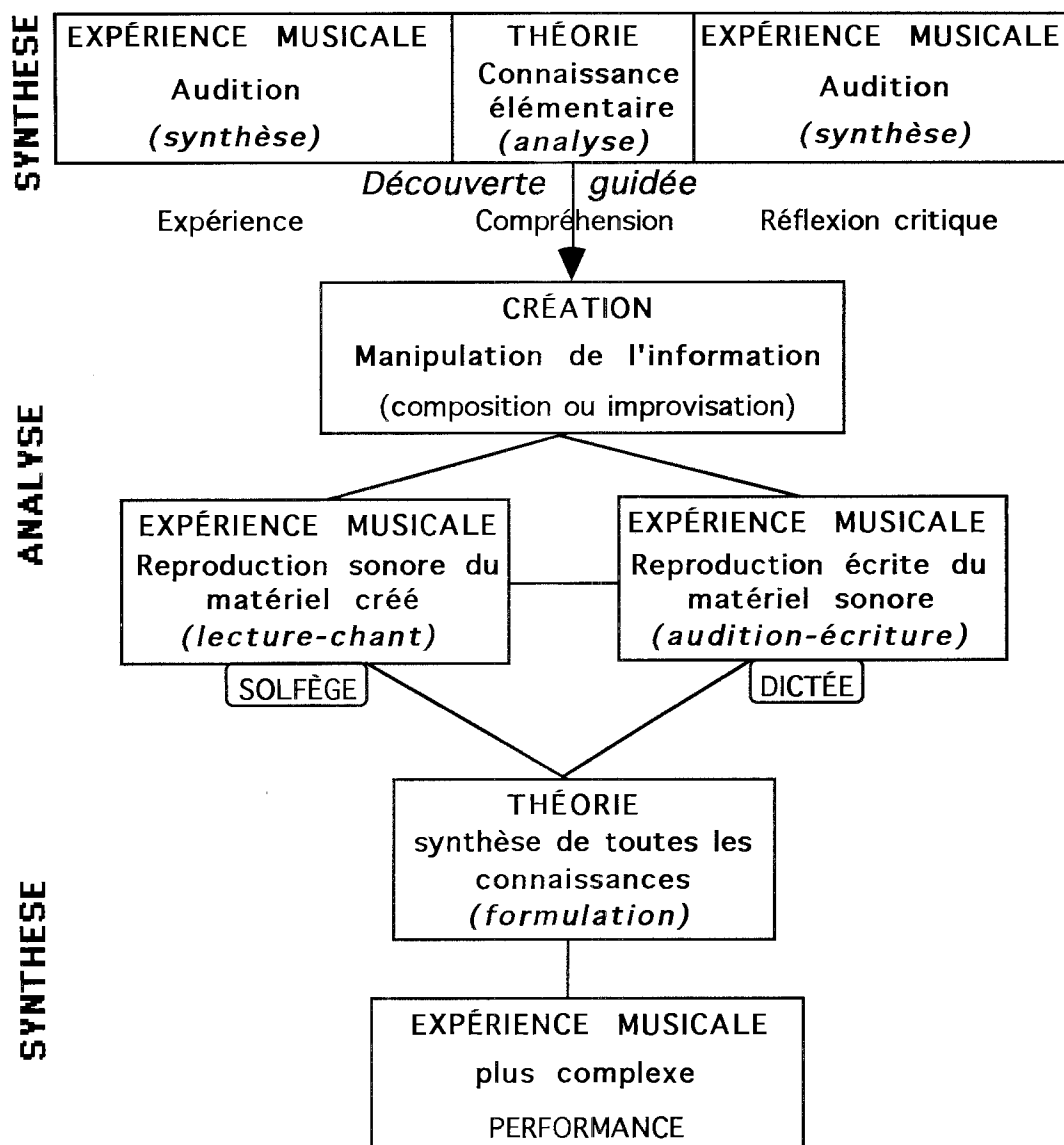 SYNTHESE
EXPÉRIENCE MUSICALE
Audition
(synthèse)
THÉORIE
Connaissance
élémentaire
(analyse)
EXPÉRIENCE MUSICALE
Audition
(synthèse)
Découverte guidée
Expérience
Compréhension
Réflexion critique
ANALYSE
CRÉATION
Manipulation de l'information
(composition ou improvisation)
EXPÉRIENCE MUSICALE
Reproduction sonore du
matériel créé
(lecture-chant)
SOLFÈGE
EXPÉRIENCE MUSICALE
Reproduction écrite du
matériel sonore
(audition-écriture)
DICTÉE
SYNTHESE
THÉORIE
synthèse de toutes les
connaissances
(formulation)
EXPÉRIENCE MUSICALE
plus complexe
PERFORMANCE